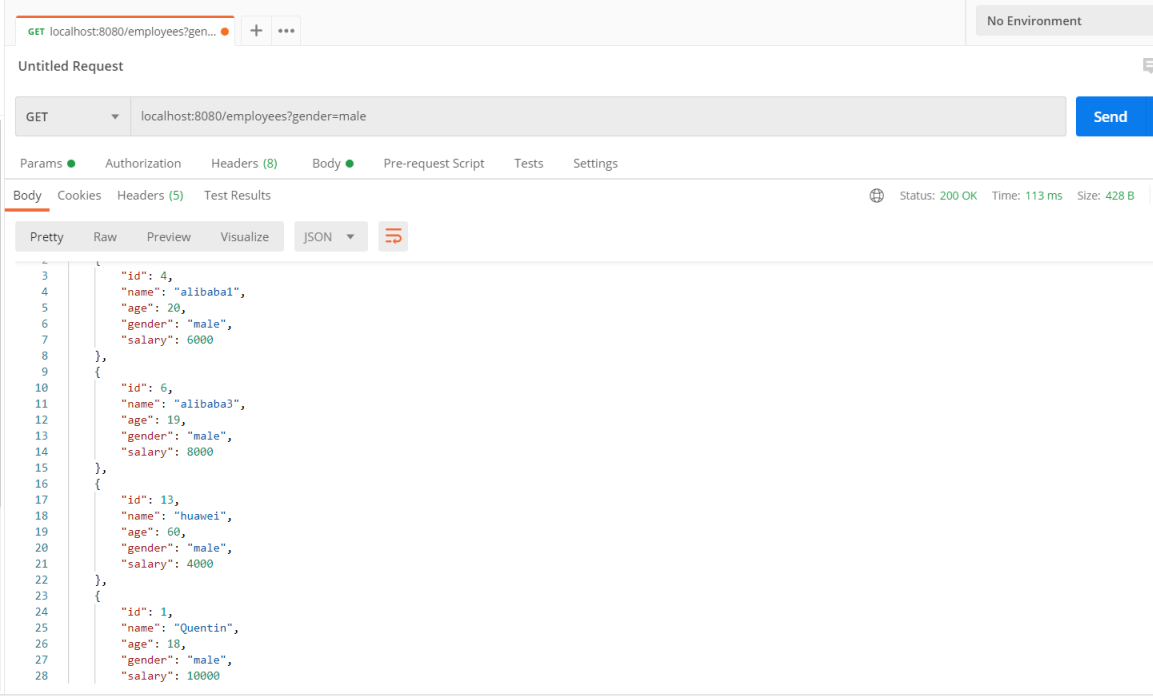 GET localhost:8080/employees?gen... + •••
No Environment
Untitled Request
GET localhost:8080/employees?gender=male Send
Params Authorization Headers (8) Body Pre-request Script Tests Settings
Body Cookies Headers (5) Test Results Status: 200 OK Time: 113 ms Size: 428 B
Pretty Raw Preview Visualize JSON
2 {
3 "id": 4,
4 "name": "alibaba1",
5 "age": 20,
6 "gender": "male",
7 "salary": 6000
8 },
9 {
10 "id": 6,
11 "name": "alibaba3",
12 "age": 19,
13 "gender": "male",
14 "salary": 8000
15 },
16 {
17 "id": 13,
18 "name": "huawei",
19 "age": 60,
20 "gender": "male",
21 "salary": 4000
22 },
23 {
24 "id": 1,
25 "name": "Quentin",
26 "age": 18,
27 "gender": "male",
28 "salary": 10000